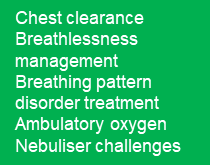 Chest clearance
Breathlessness
management
Breathing pattern
disorder treatment
Ambulatory oxygen
Nebuliser challenges